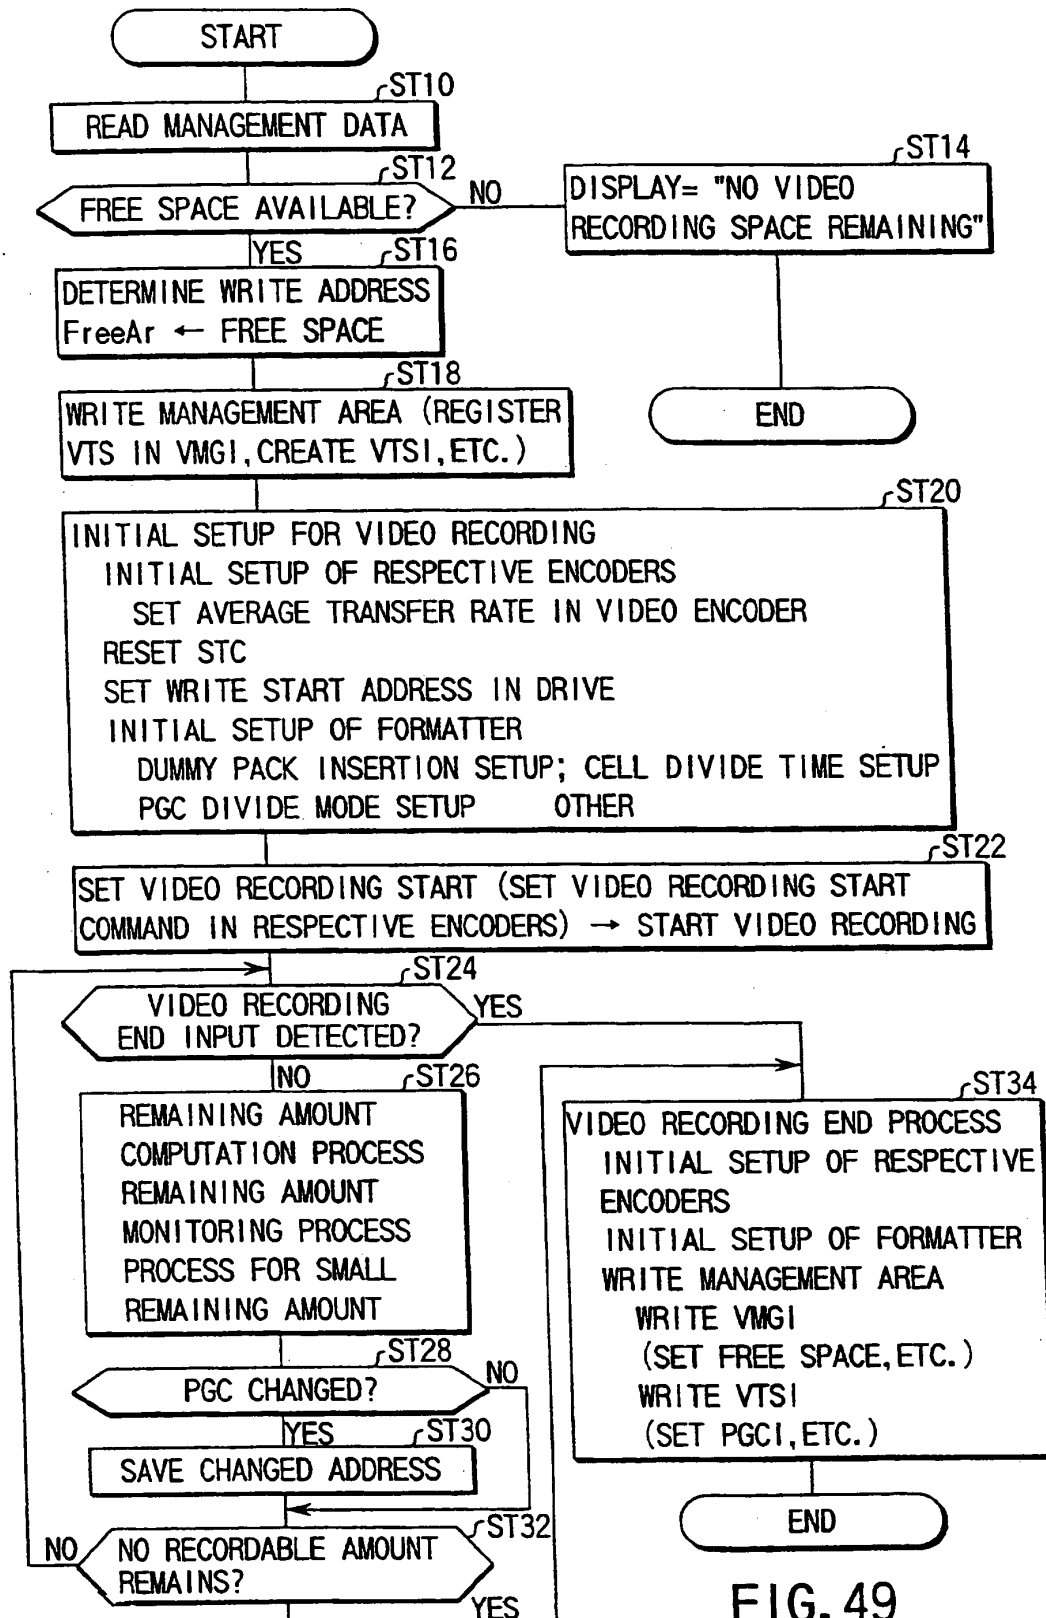 START
ST10
READ MANAGEMENT DATA
ST12
FREE SPACE AVAILABLE?
NO
ST14
DISPLAY= "NO VIDEO
RECORDING SPACE REMAINING"
END
YES
ST16
DETERMINE WRITE ADDRESS
FreeAr ← FREE SPACE
ST18
WRITE MANAGEMENT AREA (REGISTER
VTS IN VMGI, CREATE VTSI, ETC.)
ST20
INITIAL SETUP FOR VIDEO RECORDING
INITIAL SETUP OF RESPECTIVE ENCODERS
SET AVERAGE TRANSFER RATE IN VIDEO ENCODER
RESET STC
SET WRITE START ADDRESS IN DRIVE
INITIAL SETUP OF FORMATTER
DUMMY PACK INSERTION SETUP; CELL DIVIDE TIME SETUP
PGC DIVIDE MODE SETUP OTHER
ST22
SET VIDEO RECORDING START (SET VIDEO RECORDING START
COMMAND IN RESPECTIVE ENCODERS) → START VIDEO RECORDING
ST24
VIDEO RECORDING
END INPUT DETECTED?
YES
NO
ST26
REMAINING AMOUNT
COMPUTATION PROCESS
REMAINING AMOUNT
MONITORING PROCESS
PROCESS FOR SMALL
REMAINING AMOUNT
ST28
PGC CHANGED?
NO
YES
ST30
SAVE CHANGED ADDRESS
ST32
NO RECORDABLE AMOUNT
REMAINS?
NO
YES
ST34
VIDEO RECORDING END PROCESS
INITIAL SETUP OF RESPECTIVE
ENCODERS
INITIAL SETUP OF FORMATTER
WRITE MANAGEMENT AREA
WRITE VMGI
(SET FREE SPACE, ETC.)
WRITE VTSI
(SET PGCI, ETC.)
END
FIG. 49